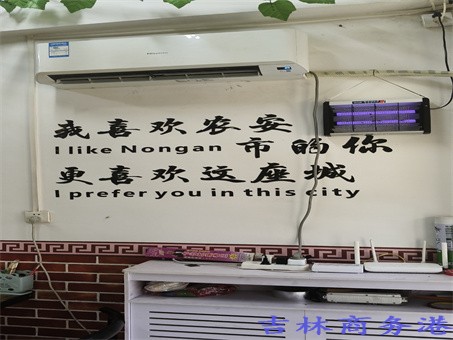 我喜欢农安
I like Nongan
更喜欢这座城
市的你
I prefer you in this city
吉林商务港